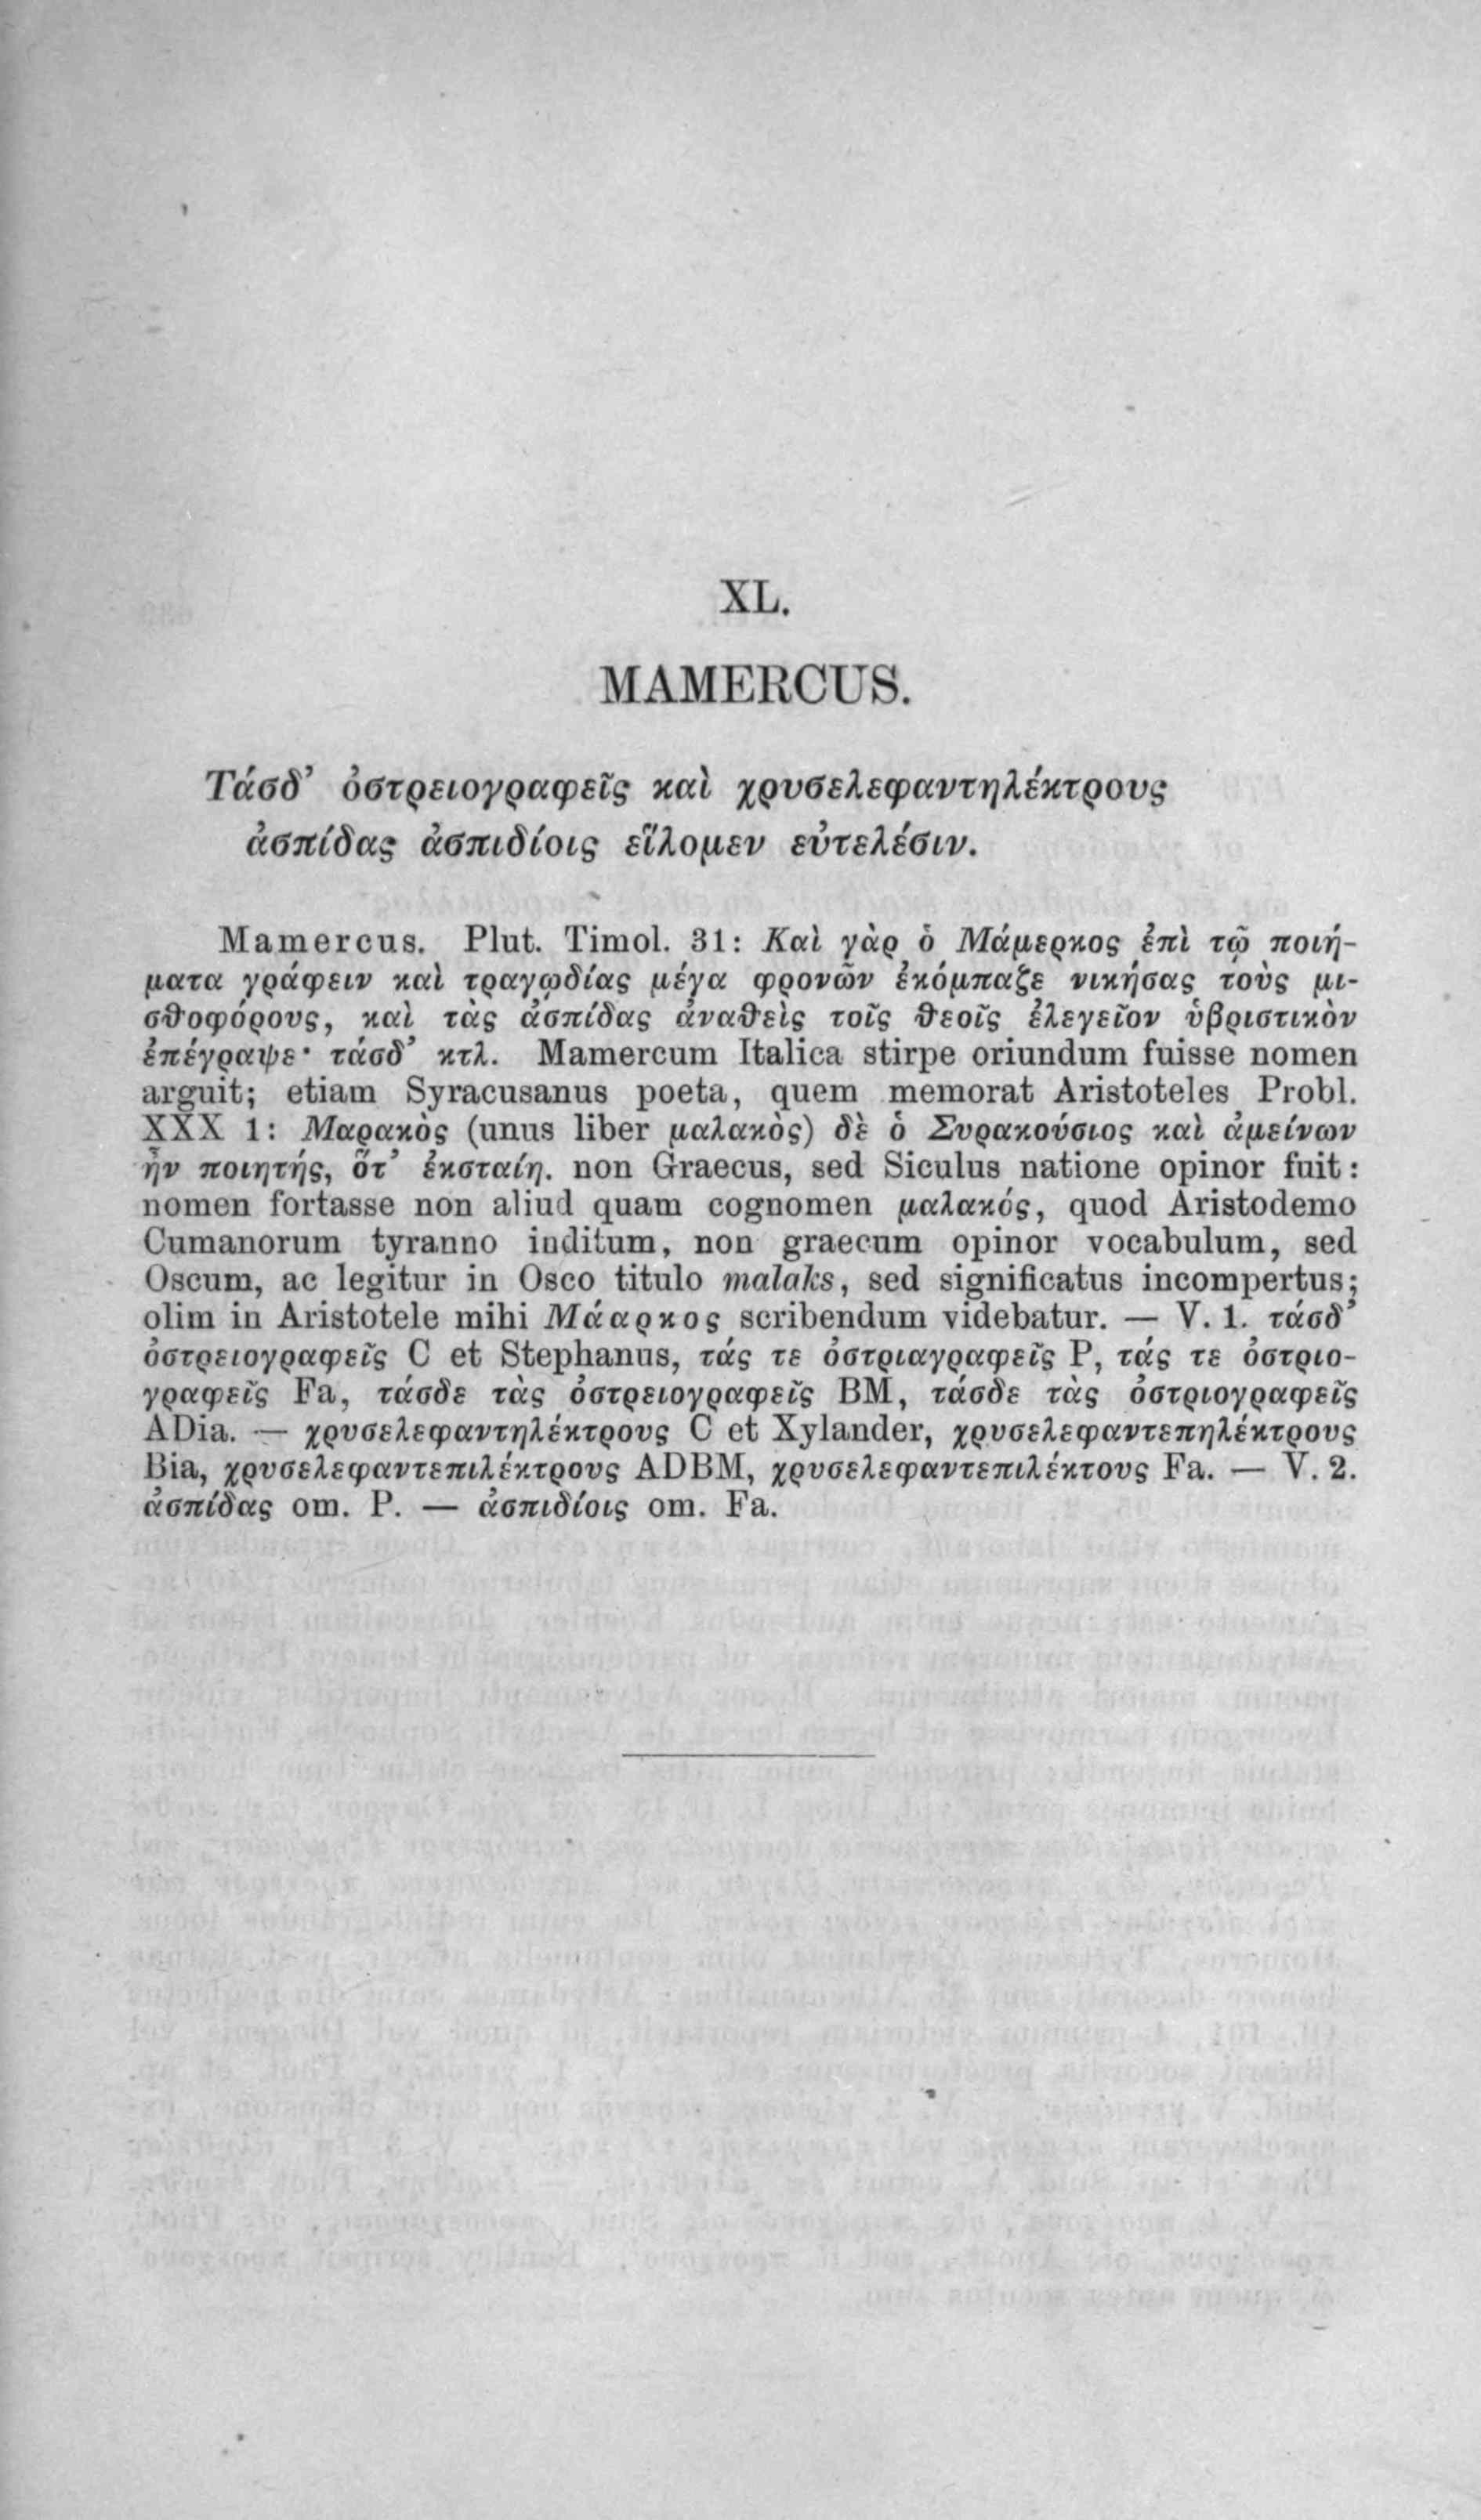 XL.
MAMERCUS.
Τάσδ᾽ ὀστρειογραφεῖς καὶ χρυσελεφαντηλέκτρους
ἀσπίδας ἀσπιδίοις εἵλομεν εὐτελέσιν.
Mamercus. Plut. Timol. 31: Καὶ γὰρ ὁ Μάμερκος ἐπὶ τῷ ποιή-
ματα γράφειν καὶ τραγῳδίας μέγα φρονῶν ἐκόμπαζε νικήσας τοὺς μι-
σθοφόρους, καὶ τὰς ἀσπίδας ἀναθεὶς τοῖς θεοῖς ἐλεγεῖον ὑβριστικὸν
ἐπέγραψε· τάσδ᾽ κτλ. Mamercum Italica stirpe oriundum fuisse nomen
arguit; etiam Syracusanus poeta, quem memorat Aristoteles Probl.
XXX 1: Μαρακὸς (unus liber μαλακὸς) δὲ ὁ Συρακούσιος καὶ ἀμείνων
ἦν ποιητής, ὅτ᾽ ἐκσταίη. non Graecus, sed Siculus natione opinor fuit:
nomen fortasse non aliud quam cognomen μαλακός, quod Aristodemo
Cumanorum tyranno inditum, non graecum opinor vocabulum, sed
Oscum, ac legitur in Osco titulo malaks, sed significatus incompertus;
olim in Aristotele mihi Μάαρκος scribendum videbatur. — V. 1. τάσδ᾽
ὀστρειογραφεῖς C et Stephanus, τάς τε ὀστριαγραφεῖς P, τάς τε ὀστριο-
γραφεῖς Fa, τάσδε τὰς ὀστρειογραφεῖς BM, τάσδε τὰς ὀστριογραφεῖς
ADia. — χρυσελεφαντηλέκτρους C et Xylander, χρυσελεφαντεπηλέκτρους
Bia, χρυσελεφαντεπιλέκτρους ADBM, χρυσελεφαντεπιλέκτους Fa. — V. 2.
ἀσπίδας om. P. — ἀσπιδίοις om. Fa.